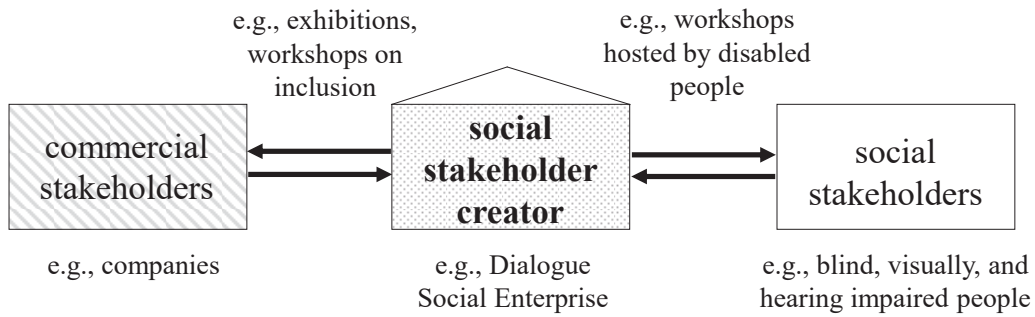 e.g., exhibitions,
workshops on
inclusion
e.g., workshops
hosted by disabled
people
commercial
stakeholders
social
stakeholder
creator
social
stakeholders
e.g., companies
e.g., Dialogue
Social Enterprise
e.g., blind, visually, and
hearing impaired people